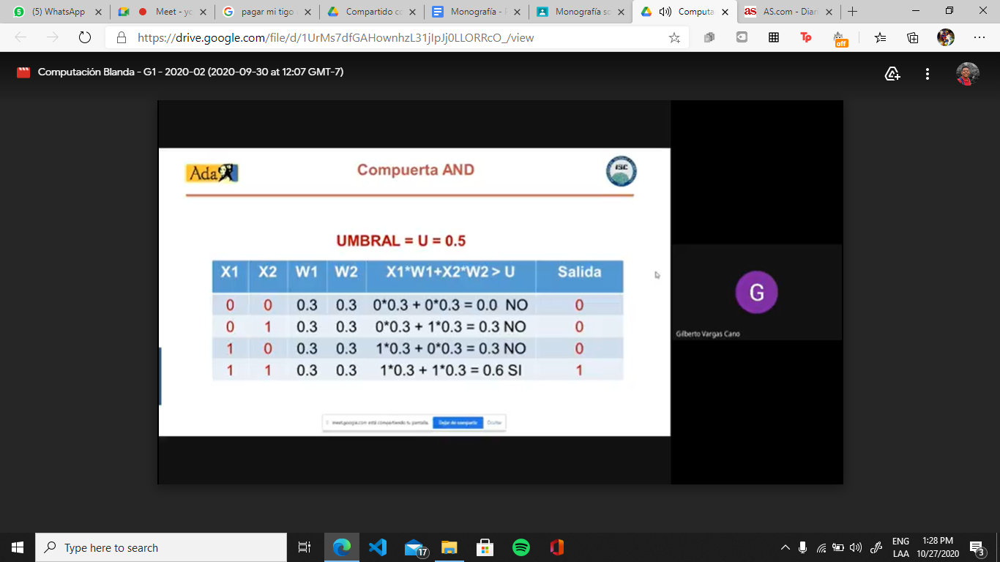 (5) WhatsApp
Meet - yo
pagar mi tigo
Compartido co
Monografía - 
Monografía so
Computa
AS.com - Diari
https://drive.google.com/file/d/1UrMs7dfGAHownhzL31jIpJj0LLORRcO_/view
off
Computación Blanda - G1 - 2020-02 (2020-09-30 at 12:07 GMT-7)
Ada
Compuerta AND
ISC
UMBRAL = U = 0.5
X1 X2 W1 W2 X1*W1+X2*W2 > U Salida
0 0 0.3 0.3 0*0.3 + 0*0.3 = 0.0 NO 0
0 1 0.3 0.3 0*0.3 + 1*0.3 = 0.3 NO 0
1 0 0.3 0.3 1*0.3 + 0*0.3 = 0.3 NO 0
1 1 0.3 0.3 1*0.3 + 1*0.3 = 0.6 SI 1
meet.google.com está compartiendo tu pantalla. Dejar de compartir Ocultar
G
Gilberto Vargas Cano
Type here to search
17
ENG
LAA
1:28 PM
10/27/2020
3